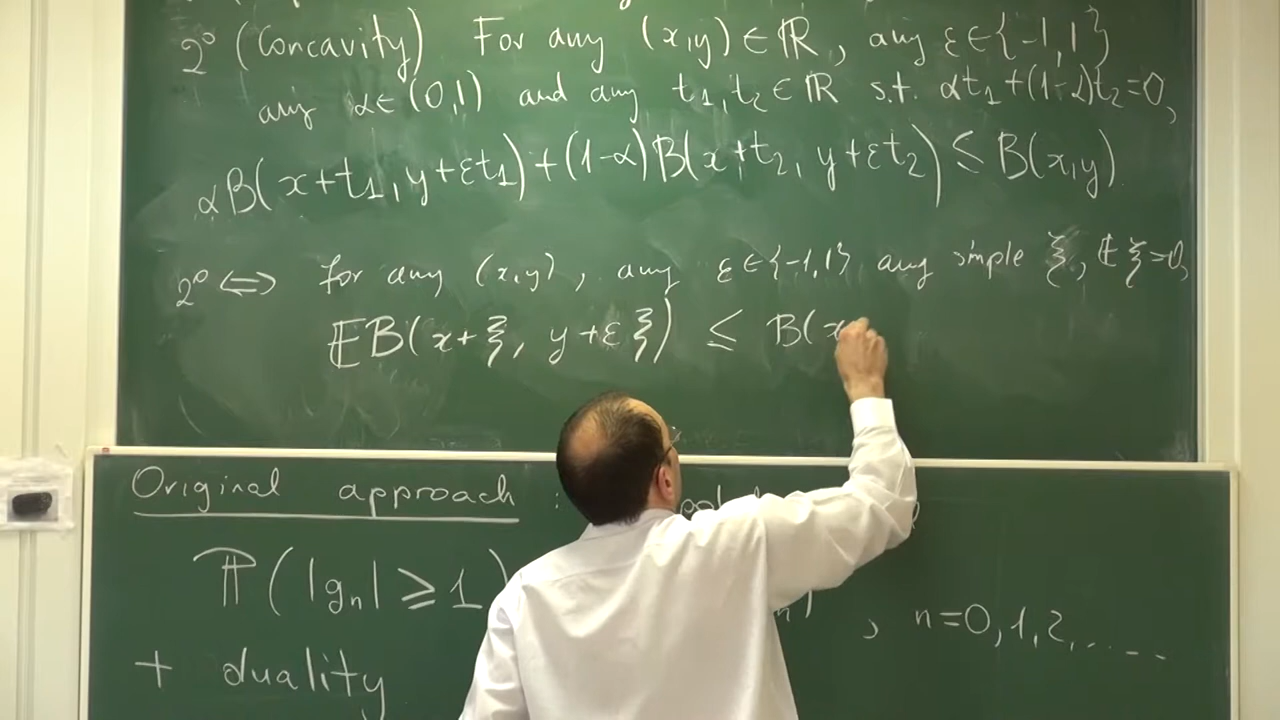 2° (Concavity) For any (x,y) ∈ ℝ, any ε∈{-1,1}
any α∈(0,1) and any t₁,t₂∈ℝ s.t. αt₁+(1-α)t₂=0,
αB(x+t₁, y+εt₁)+(1-α)B(x+t₂, y+εt₂) ≤ B(x,y)
2° ⟺ for any (x,y), any ε∈{-1,1} any simple ξ, 𝔼ξ=0,
𝔼B(x+ξ, y+εξ) ≤ B(x
Original approach :
ℙ(|gₙ| ≥ 1) , n=0,1,2,....
+ duality